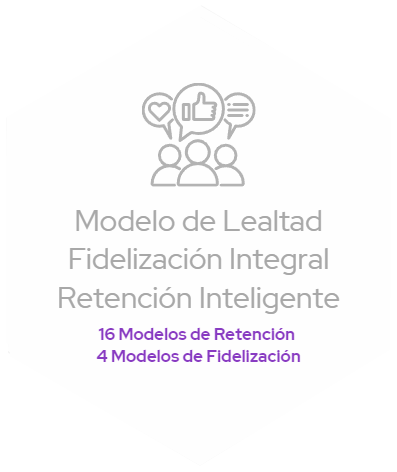 Modelo de Lealtad
Fidelización Integral
Retención Inteligente
16 Modelos de Retención
4 Modelos de Fidelización